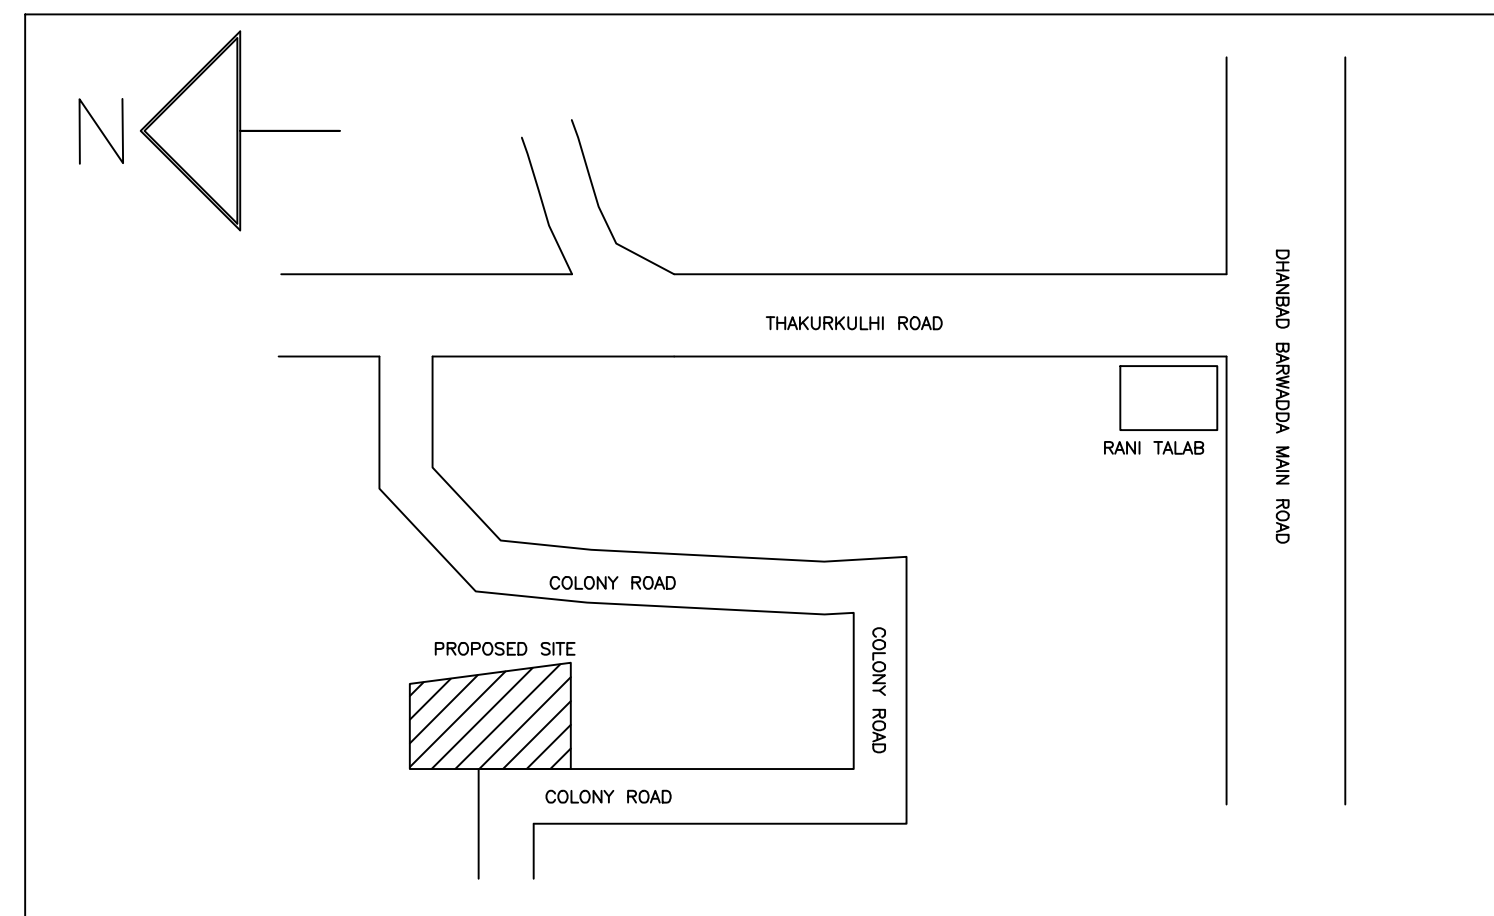 N
THAKURKULHI ROAD
DHANBAD BARWADDA MAIN ROAD
RANI TALAB
COLONY ROAD
COLONY ROAD
PROPOSED SITE
COLONY ROAD